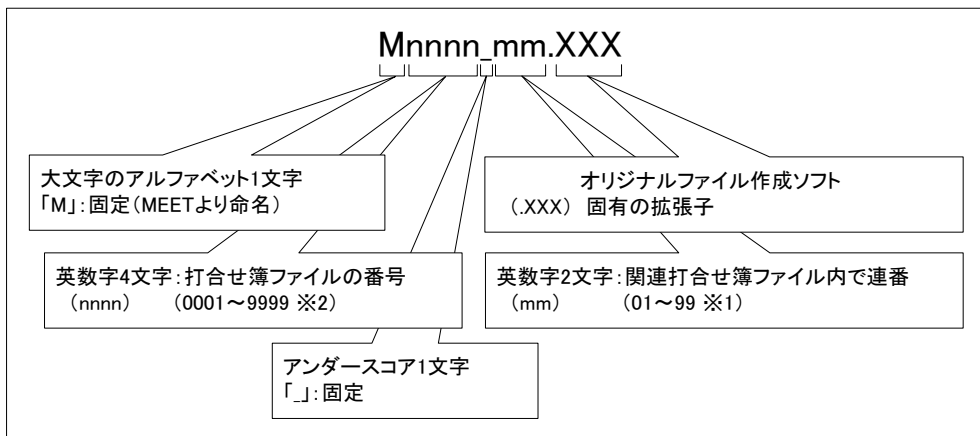 Mnnnn_mm.XXX
大文字のアルファベット1文字
「M」：固定（MEETより命名）
オリジナルファイル作成ソフト
（.XXX） 固有の拡張子
英数字4文字：打合せ簿ファイルの番号
（nnnn） （0001～9999 ※2）
英数字2文字：関連打合せ簿ファイル内で連番
（mm） （01～99 ※1）
アンダースコア1文字
「_」：固定